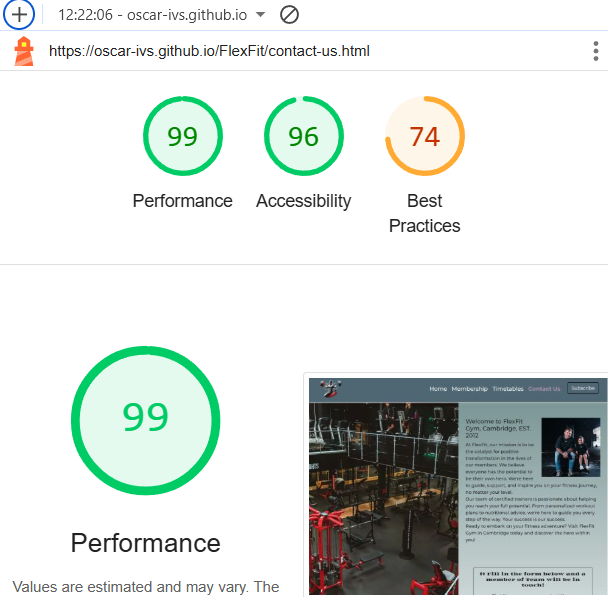 12:22:06 - oscar-ivs.github.io
https://oscar-ivs.github.io/FlexFit/contact-us.html
99
96
74
Performance
Accessibility
Best
Practices
99
Performance
Values are estimated and may vary. The
Home Membership Timetables Contact Us Subscribe
Welcome to FlexFit
Gym, Cambridge, EST.
2012
At FlexFit, our mission is to be
the catalyst for positive
transformation in the lives of
our members. We believe
everyone has the potential to
be their own hero. We're here
to guide, support, and inspire you on your fitness journey,
no matter your level.
Our team of certified trainers is passionate about helping
you reach your full potential. From personalized workout
plans to nutritional advice, we're here to guide you every
step of the way. Your success is our success.
Ready to embark on your fitness adventure? Visit FlexFit
Gym in Cambridge today and discover the hero within
you!
Fill in the form below and a
member of Team will be in
touch!